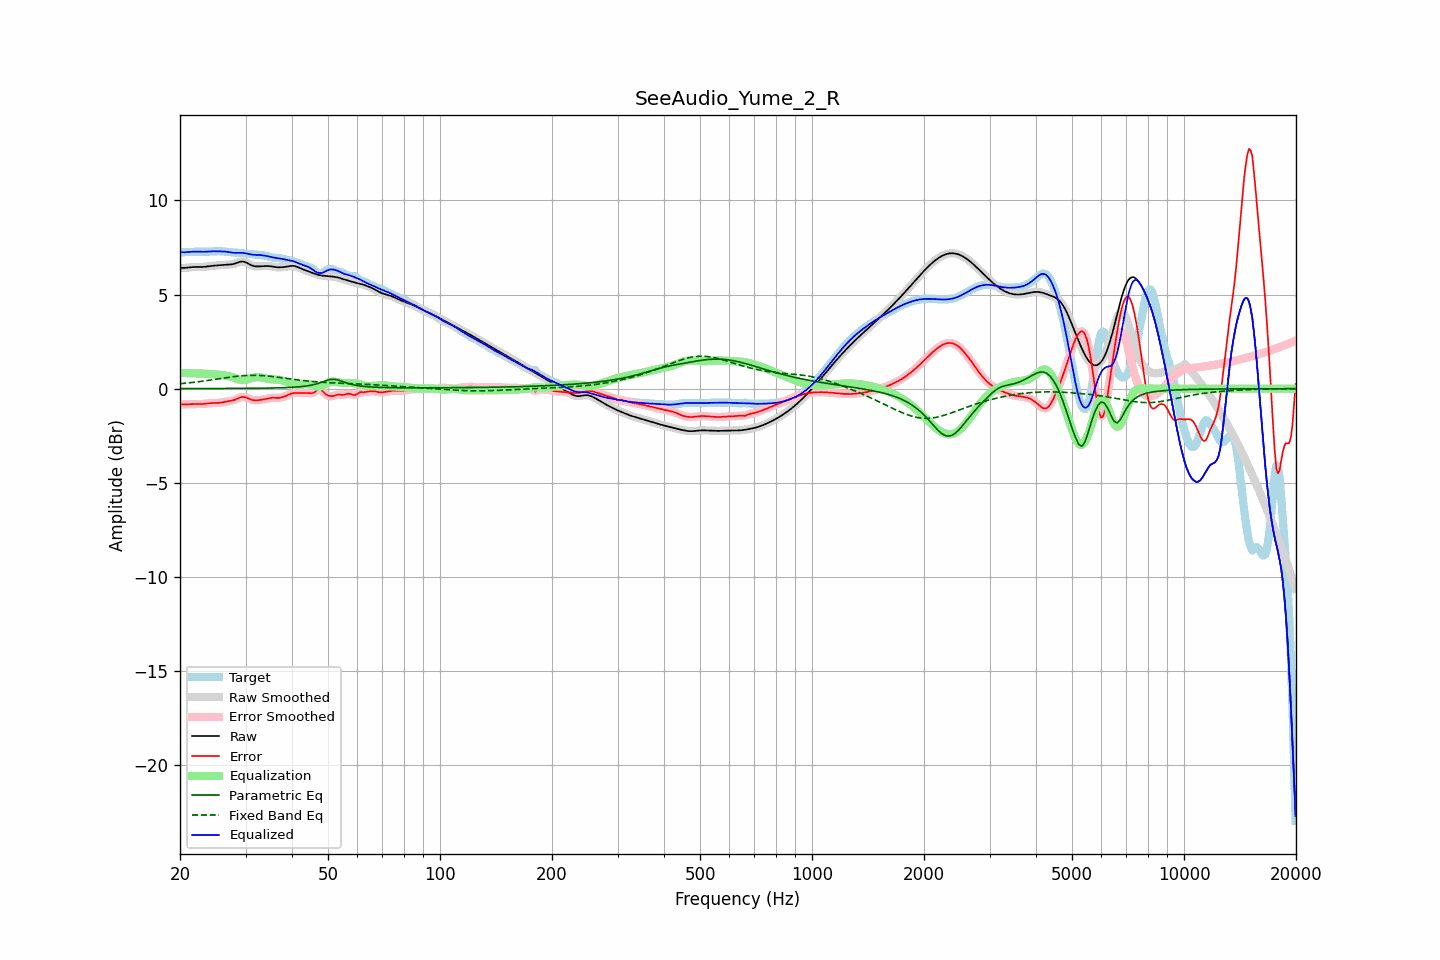 SeeAudio_Yume_2_R
10
5
0
−5
−10
−15
−20
Amplitude (dBr)
Target
Raw Smoothed
Error Smoothed
Raw
Error
Equalization
Parametric Eq
Fixed Band Eq
Equalized
20 50 100 200 500 1000 2000 5000 10000 20000
Frequency (Hz)